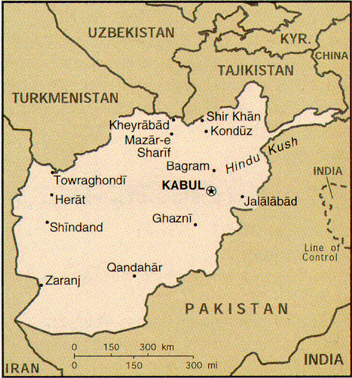 UZBEKISTAN
KYR.
CHINA
TAJIKISTAN
TURKMENISTAN
Shir Khān
Kheyrābād
Kondūz
Mazār-e
Sharīf
Hindu Kush
Bagram
Towraghondī
KABUL
INDIA
Herāt
Jalālābād
Shīndand
Ghaznī
Line of
Control
Qandahār
Zaranj
PAKISTAN
0 150 300 km
0 150 300 mi
IRAN
INDIA